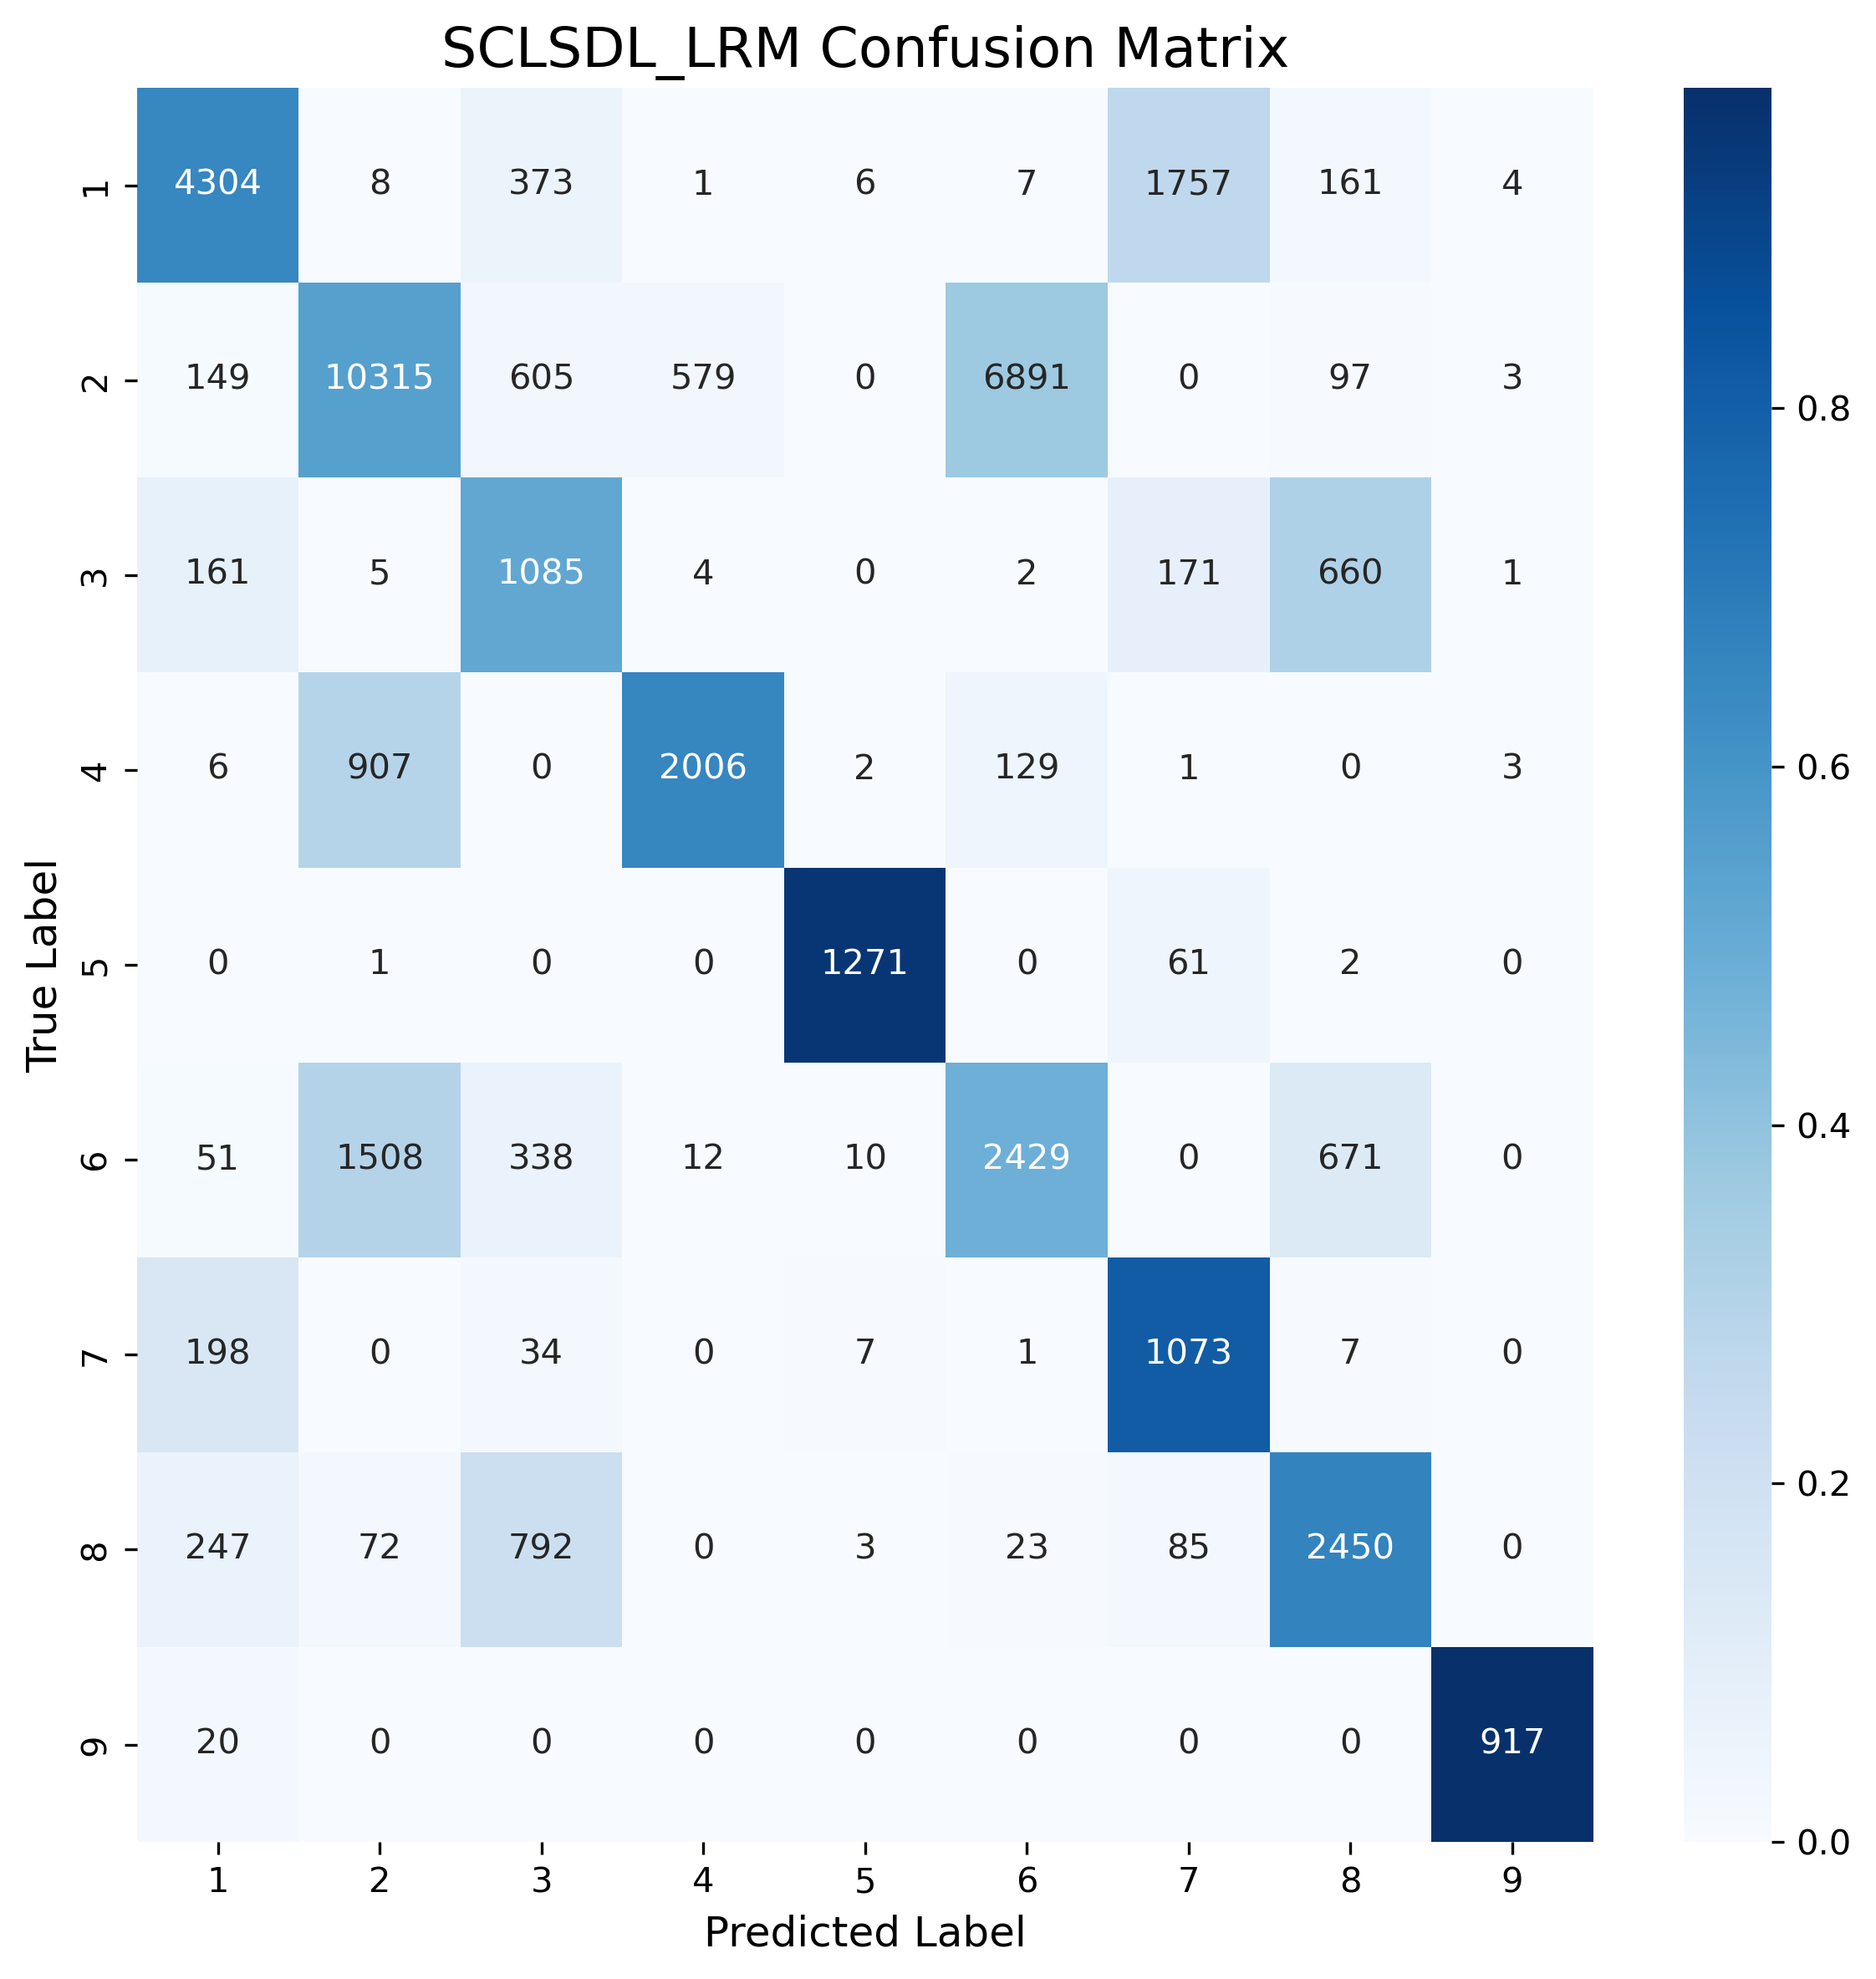 SCLSDL_LRM Confusion Matrix
1 4304 8 373 1 6 7 1757 161 4
2 149 10315 605 579 0 6891 0 97 3
3 161 5 1085 4 0 2 171 660 1
4 6 907 0 2006 2 129 1 0 3
5 0 1 0 0 1271 0 61 2 0
6 51 1508 338 12 10 2429 0 671 0
7 198 0 34 0 7 1 1073 7 0
8 247 72 792 0 3 23 85 2450 0
9 20 0 0 0 0 0 0 0 917
1 2 3 4 5 6 7 8 9
Predicted Label
True Label
0.8
0.6
0.4
0.2
0.0